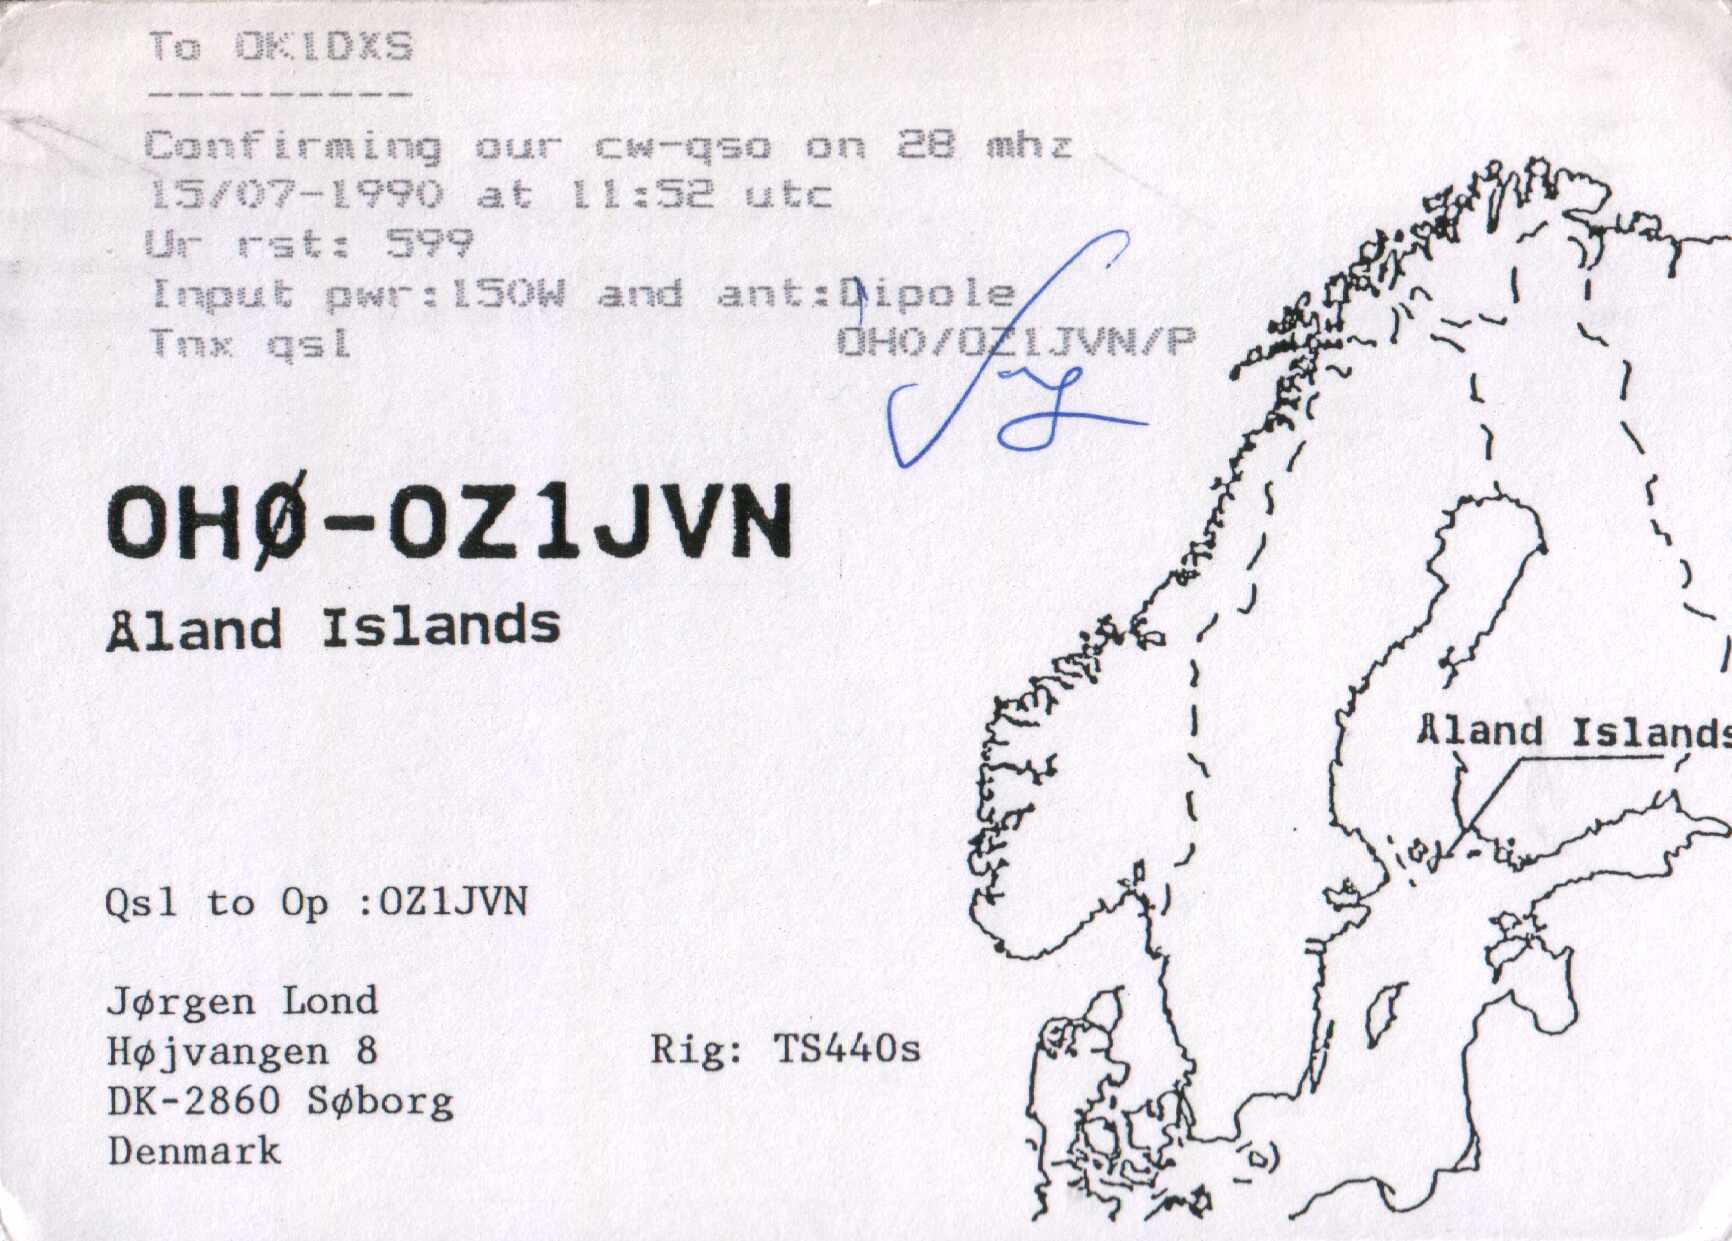 To OK1DXS
---------
Confirming our cw-qso on 28 mhz
15/07-1990 at 11:52 utc
Ur rst: 599
Input pwr:150W and ant:Dipole
Tnx qsl OH0/OZ1JVN/P
OHØ-OZ1JVN
Åland Islands
Åland Islands
Qsl to Op :OZ1JVN
Jørgen Lond
Højvangen 8
Rig: TS440s
DK-2860 Søborg
Denmark